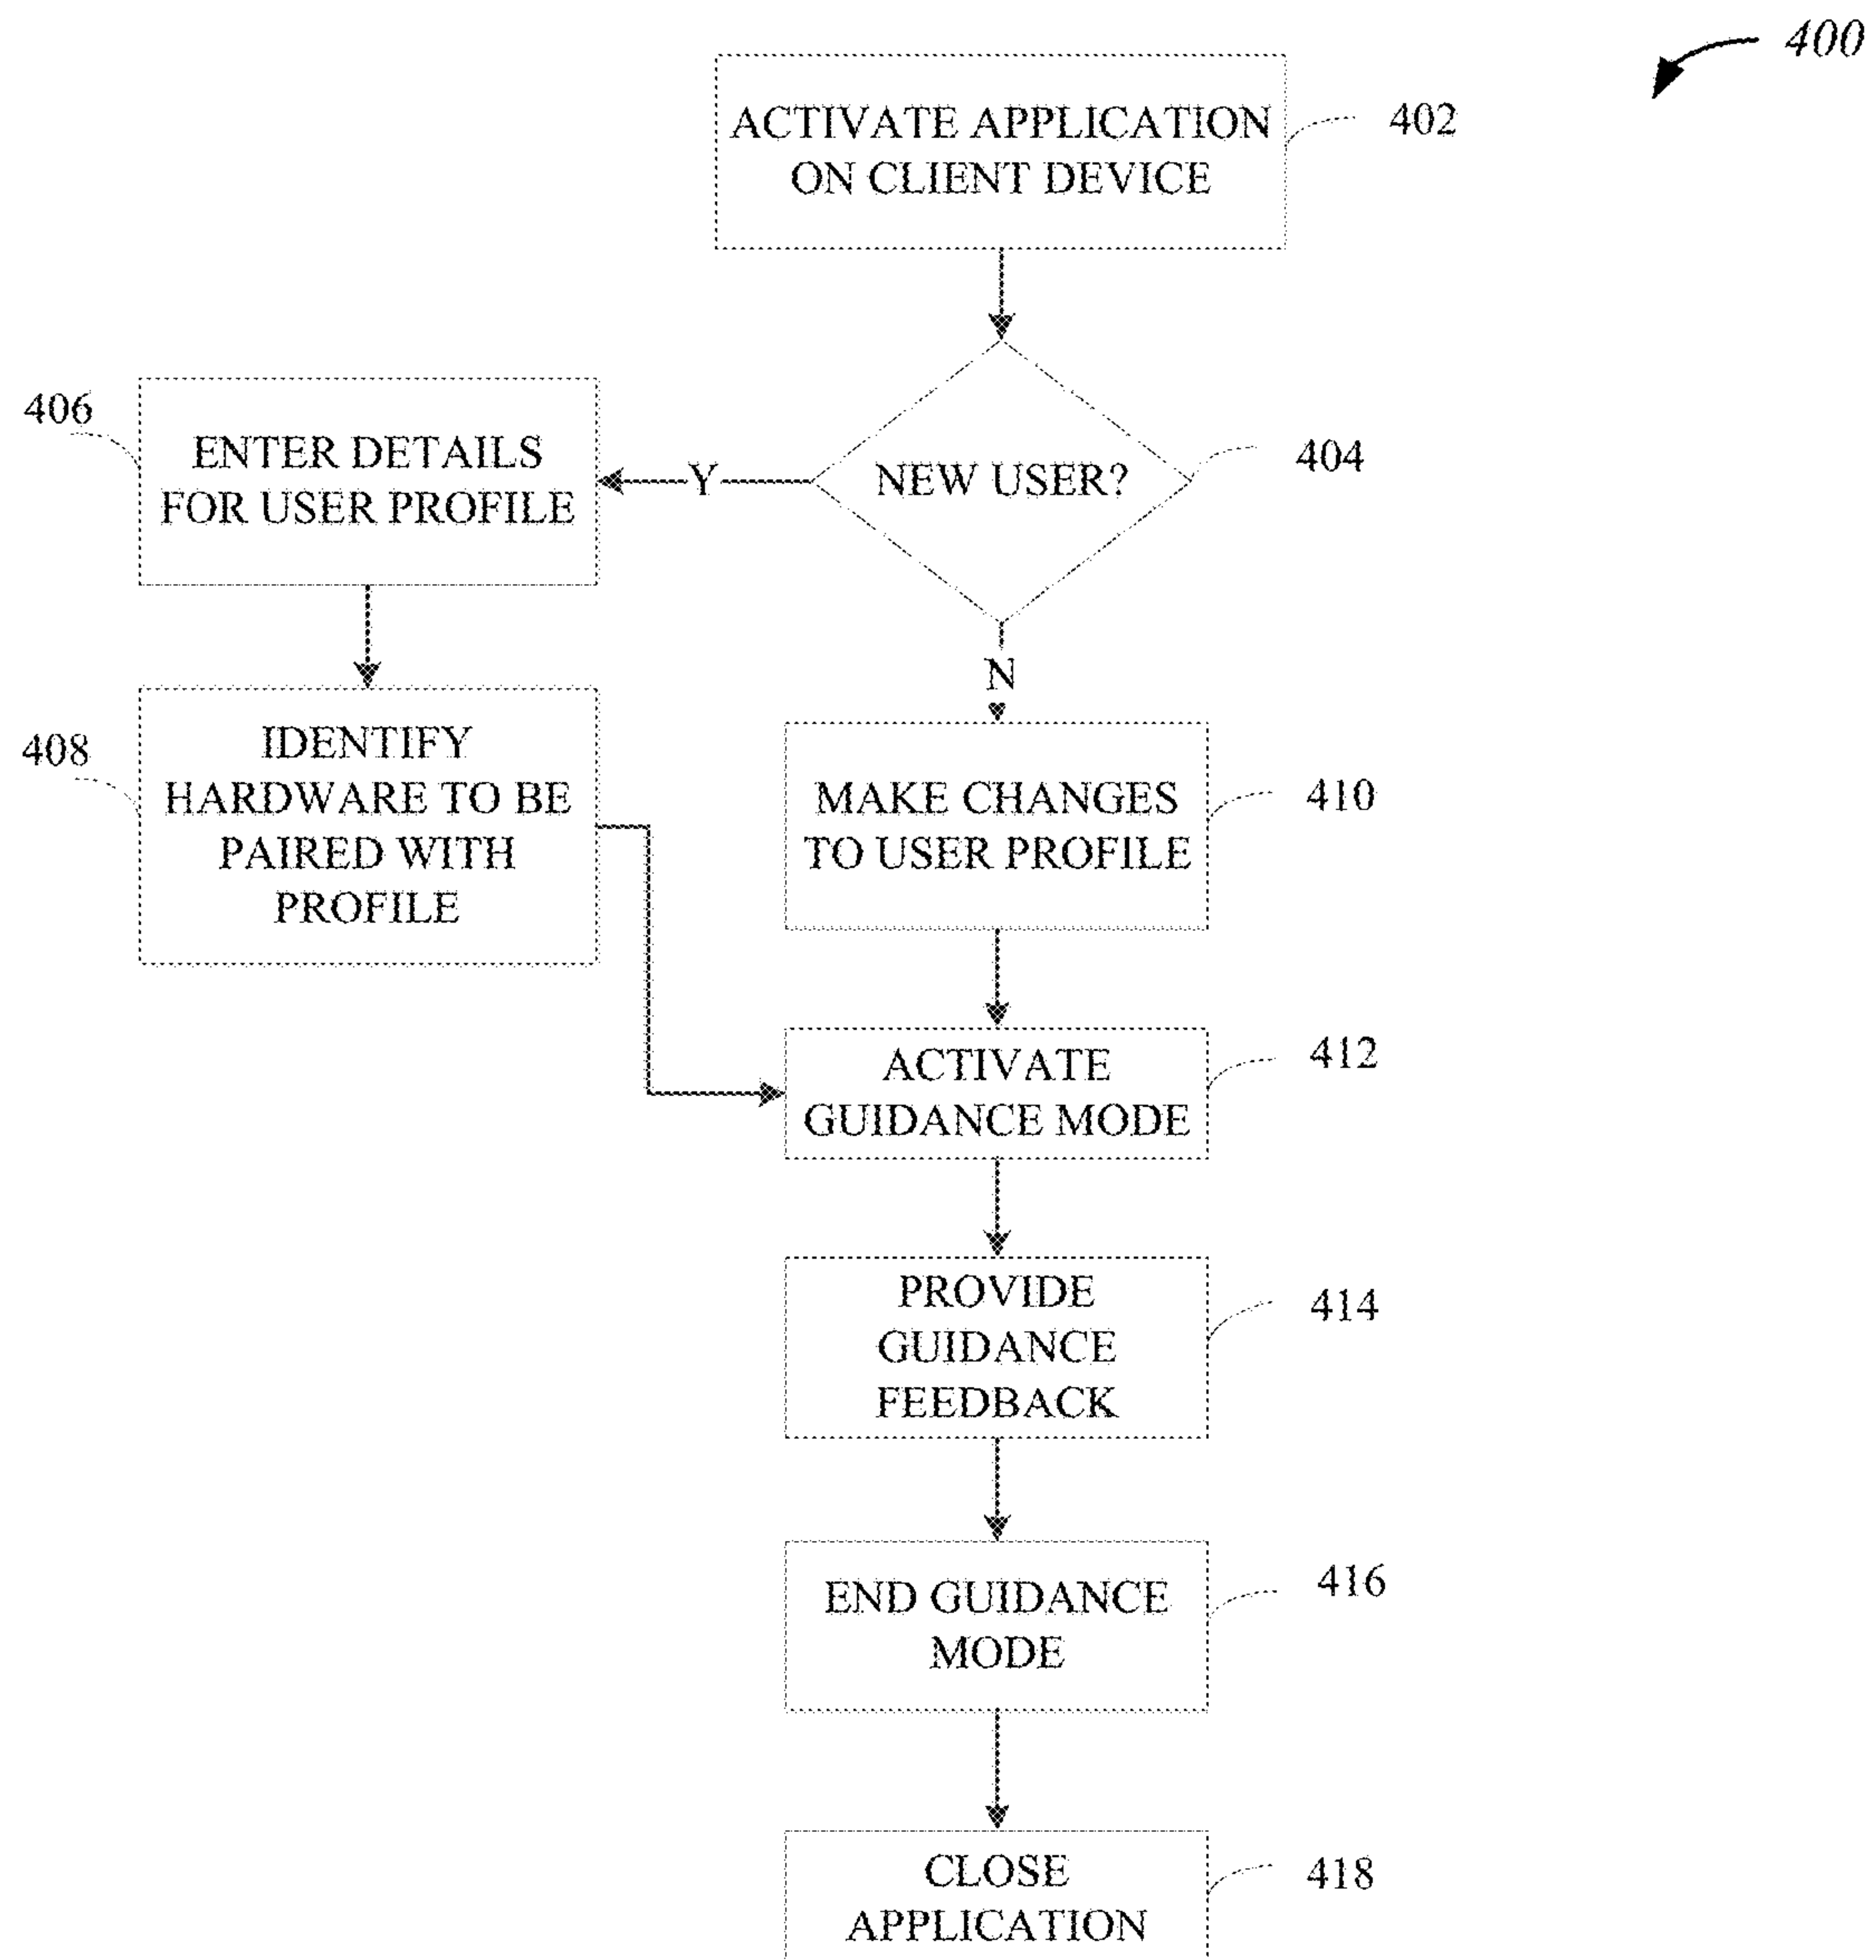 400
ACTIVATE APPLICATION
ON CLIENT DEVICE
402
406
ENTER DETAILS
FOR USER PROFILE
Y
NEW USER?
404
N
408
IDENTIFY
HARDWARE TO BE
PAIRED WITH
PROFILE
MAKE CHANGES
TO USER PROFILE
410
ACTIVATE
GUIDANCE MODE
412
PROVIDE
GUIDANCE
FEEDBACK
414
END GUIDANCE
MODE
416
CLOSE
APPLICATION
418